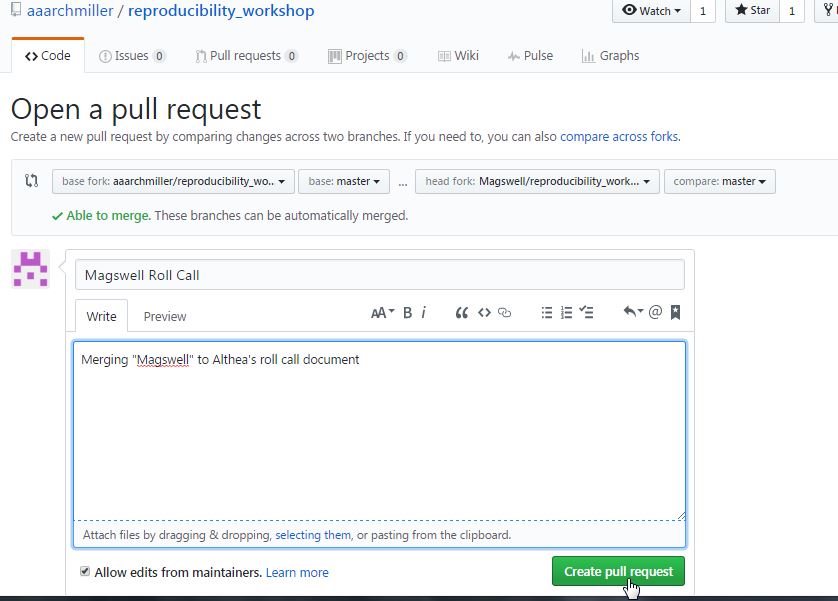 aarchmiller / reproducibility_workshop Watch 1 Star 1
Code Issues 0 Pull requests 0 Projects 0 Wiki Pulse Graphs
Open a pull request
Create a new pull request by comparing changes across two branches. If you need to, you can also compare across forks.
base fork: aaarchmiller/reproducibility_wo... base: master ... head fork: Magswell/reproducibility_work... compare: master
Able to merge. These branches can be automatically merged.
Magswell Roll Call
Write Preview AA B i
Merging "Magswell" to Althea's roll call document
Attach files by dragging & dropping, selecting them, or pasting from the clipboard.
Allow edits from maintainers. Learn more Create pull request